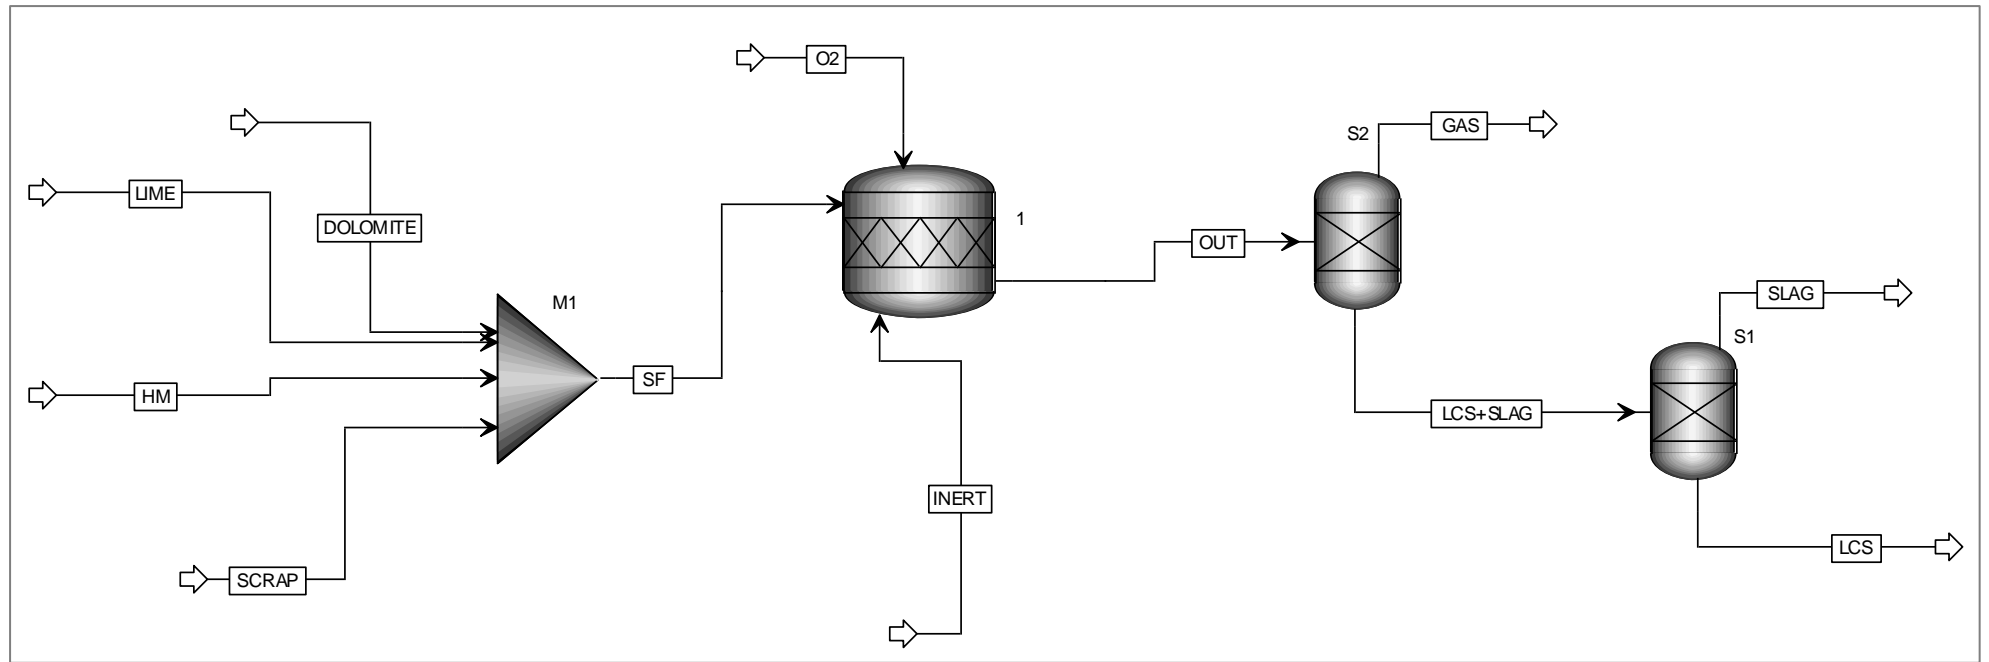 O2
S2
GAS
LIME
DOLOMITE
1
OUT
SLAG
M1
S1
SF
HM
LCS+SLAG
INERT
LCS
SCRAP